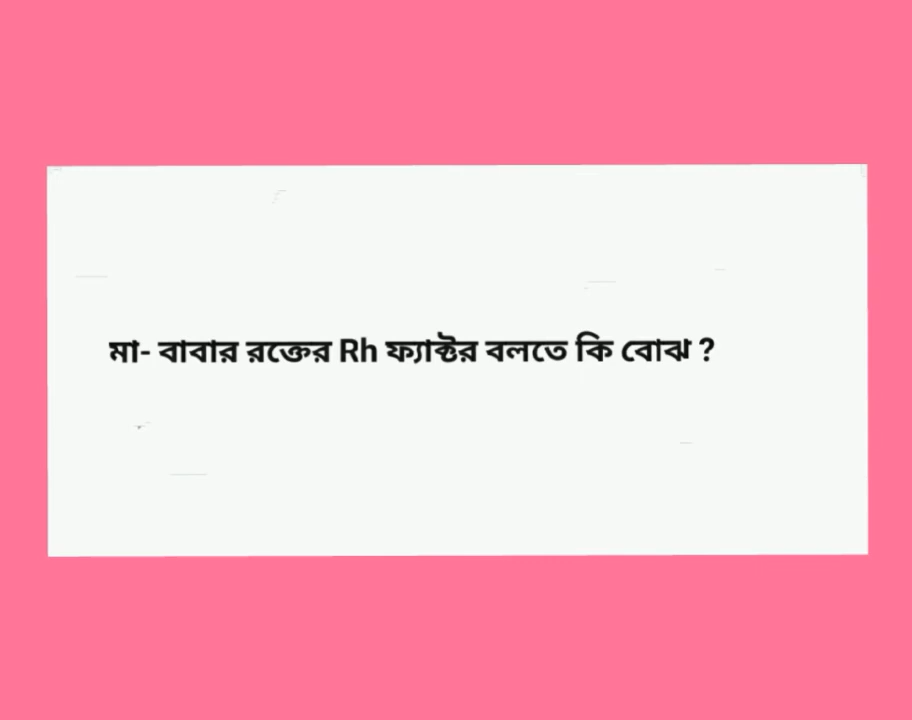 মা- বাবার রক্তের Rh ফ্যাক্টর বলতে কি বোঝ ?